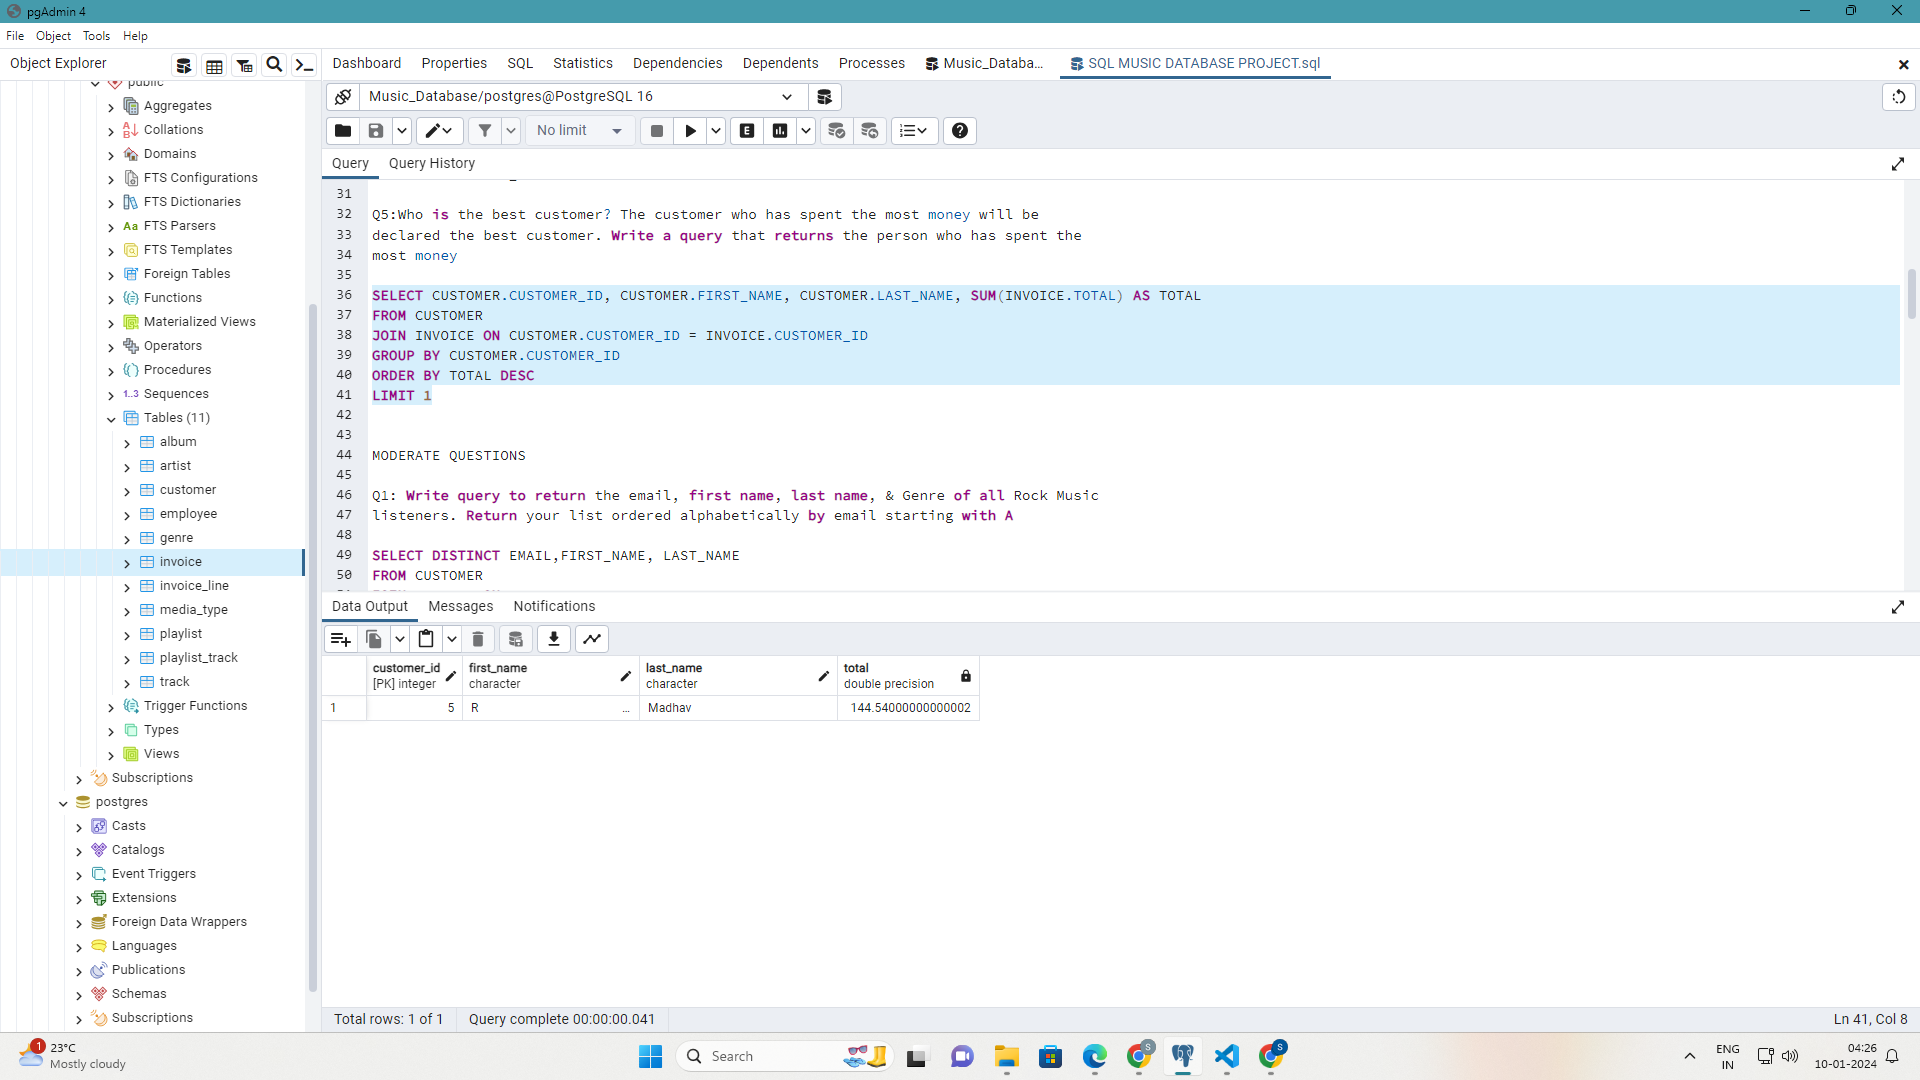 pgAdmin 4
File Object Tools Help
Object Explorer
Dashboard Properties SQL Statistics Dependencies Dependents Processes Music_Databa... SQL MUSIC DATABASE PROJECT.sql
public
Aggregates
Collations
Domains
FTS Configurations
FTS Dictionaries
FTS Parsers
FTS Templates
Foreign Tables
Functions
Materialized Views
Operators
Procedures
1..3 Sequences
Tables (11)
album
artist
customer
employee
genre
invoice
invoice_line
media_type
playlist
playlist_track
track
Trigger Functions
Types
Views
Subscriptions
postgres
Casts
Catalogs
Event Triggers
Extensions
Foreign Data Wrappers
Languages
Publications
Schemas
Subscriptions
Music_Database/postgres@PostgreSQL 16
No limit
E
Query Query History
31
32 Q5:Who is the best customer? The customer who has spent the most money will be
33 declared the best customer. Write a query that returns the person who has spent the
34 most money
35
36 SELECT CUSTOMER.CUSTOMER_ID, CUSTOMER.FIRST_NAME, CUSTOMER.LAST_NAME, SUM(INVOICE.TOTAL) AS TOTAL
37 FROM CUSTOMER
38 JOIN INVOICE ON CUSTOMER.CUSTOMER_ID = INVOICE.CUSTOMER_ID
39 GROUP BY CUSTOMER.CUSTOMER_ID
40 ORDER BY TOTAL DESC
41 LIMIT 1
42
43
44 MODERATE QUESTIONS
45
46 Q1: Write query to return the email, first name, last name, & Genre of all Rock Music
47 listeners. Return your list ordered alphabetically by email starting with A
48
49 SELECT DISTINCT EMAIL,FIRST_NAME, LAST_NAME
50 FROM CUSTOMER
Data Output Messages Notifications
customer_id first_name last_name total
[PK] integer character character double precision
1 5 R ... Madhav 144.54000000000002
Total rows: 1 of 1 Query complete 00:00:00.041 Ln 41, Col 8
1 23°C
Mostly cloudy
Search
S
S
ENG
IN
04:26
10-01-2024